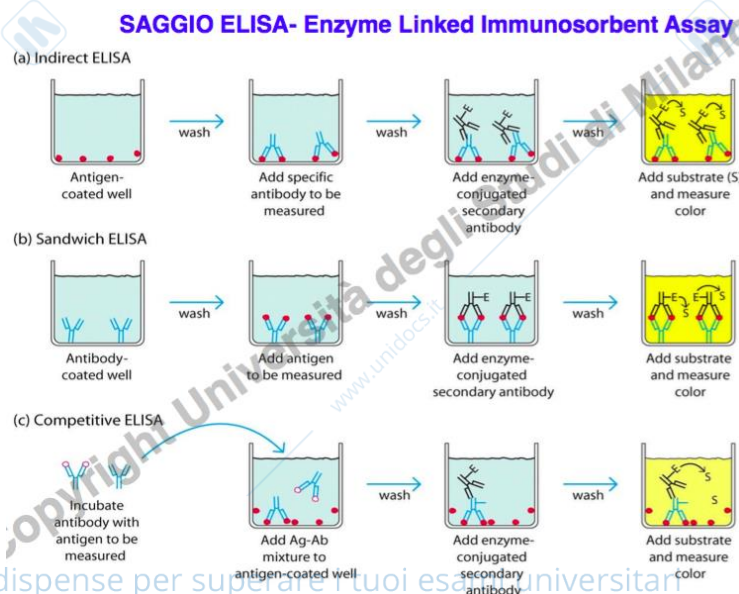 SAGGIO ELISA- Enzyme Linked Immunosorbent Assay
(a) Indirect ELISA
wash
wash
wash
E
E
E
S
E
S
Antigen-
coated well
Add specific
antibody to be
measured
Add enzyme-
conjugated
secondary
antibody
Add substrate (S)
and measure
color
(b) Sandwich ELISA
wash
wash
wash
E
E
E
S
E
S
Antibody-
coated well
Add antigen
to be measured
Add enzyme-
conjugated
secondary antibody
Add substrate
and measure
color
(c) Competitive ELISA
wash
wash
E
E
S
S
Incubate
antibody with
antigen to be
measured
Add Ag-Ab
mixture to
antigen-coated well
Add enzyme-
conjugated
secondary
antibody
Add substrate
and measure
color
copyright Università degli Studi di Milano
www.unidocs.it
dispense per superare i tuoi esami universitari